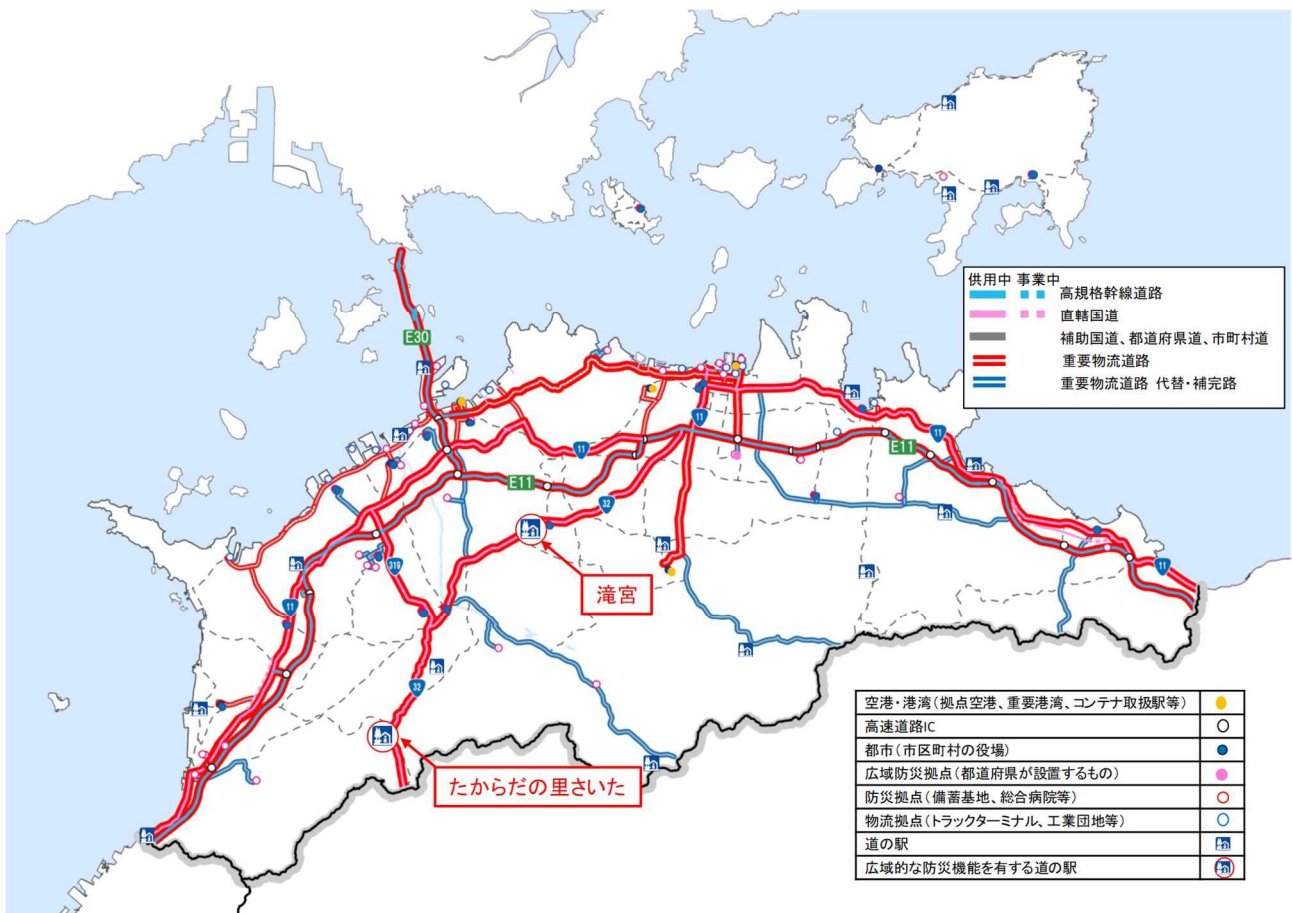 供用中 事業中
高規格幹線道路
直轄国道
補助国道、都道府県道、市町村道
重要物流道路
重要物流道路 代替・補完路
E30
11
11
E11
11
E11
32
11
滝宮
319
11
32
たからだの里さいた
空港・港湾(拠点空港、重要港湾、コンテナ取扱駅等)
高速道路IC
都市(市区町村の役場)
広域防災拠点(都道府県が設置するもの)
防災拠点(備蓄基地、総合病院等)
物流拠点(トラックターミナル、工業団地等)
道の駅
広域的な防災機能を有する道の駅